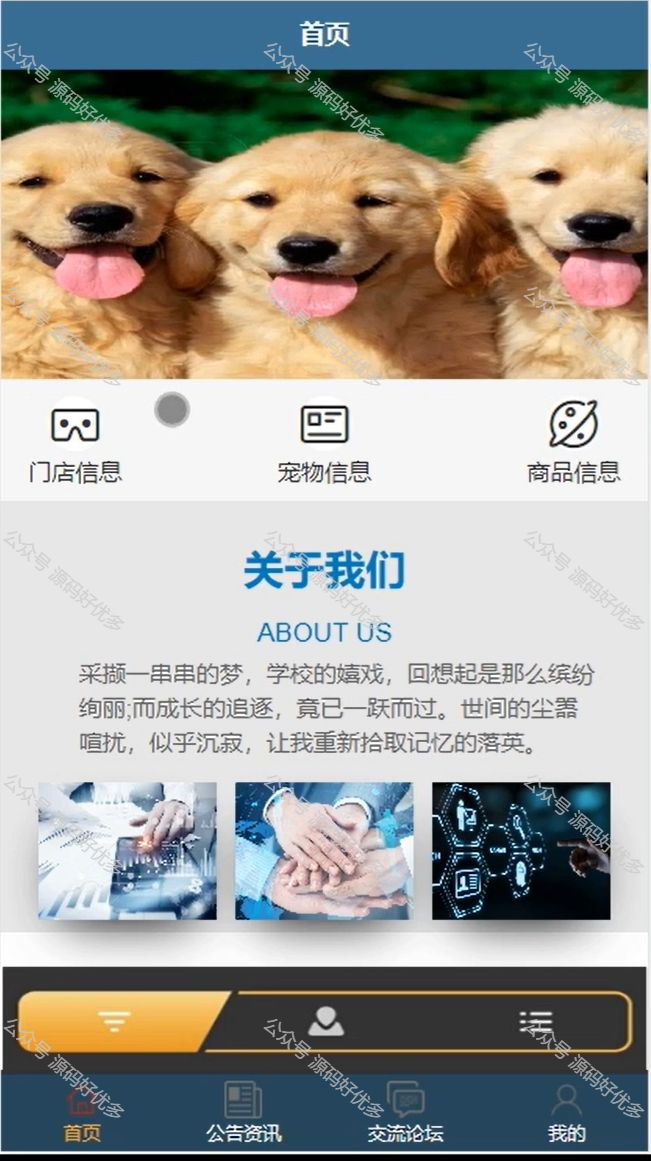 首页
门店信息
宠物信息
商品信息
关于我们
ABOUT US
采撷一串串的梦，学校的嬉戏，回想起是那么缤纷
绚丽;而成长的追逐，竟已一跃而过。世间的尘嚣
喧扰，似乎沉寂，让我重新拾取记忆的落英。
首页
公告资讯
交流论坛
我的
公众号 源码好优多